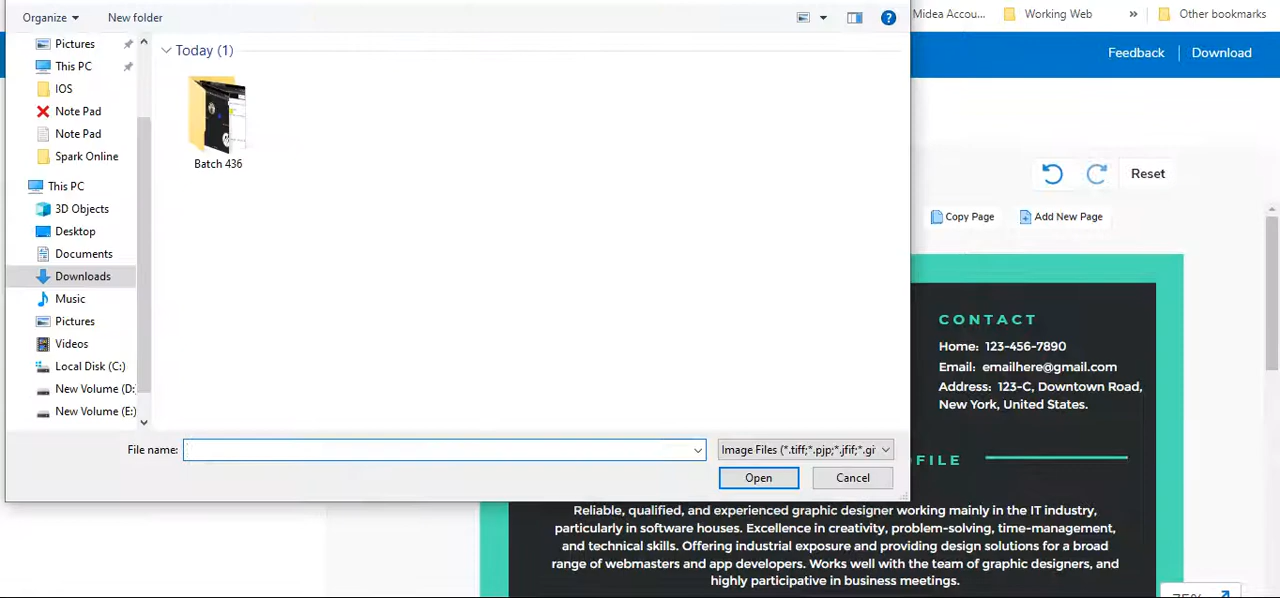 Organize
New folder
Midea Accou...
Working Web
»
Other bookmarks
Feedback
Download
Pictures
This PC
IOS
Note Pad
Note Pad
Spark Online
This PC
3D Objects
Desktop
Documents
Downloads
Music
Pictures
Videos
Local Disk (C:)
New Volume (D:
New Volume (E:)
Today (1)
Batch 436
Reset
Copy Page
Add New Page
CONTACT
Home: 123-456-7890
Email: emailhere@gmail.com
Address: 123-C, Downtown Road,
New York, United States.
File name:
Image Files (*.tiff;*.pjp;*.jfif;*.gi
Open
Cancel
FILE
Reliable, qualified, and experienced graphic designer working mainly in the IT industry,
particularly in software houses. Excellence in creativity, problem-solving, time-management,
and technical skills. Offering industrial exposure and providing design solutions for a broad
range of webmasters and app developers. Works well with the team of graphic designers, and
highly participative in business meetings.
75%